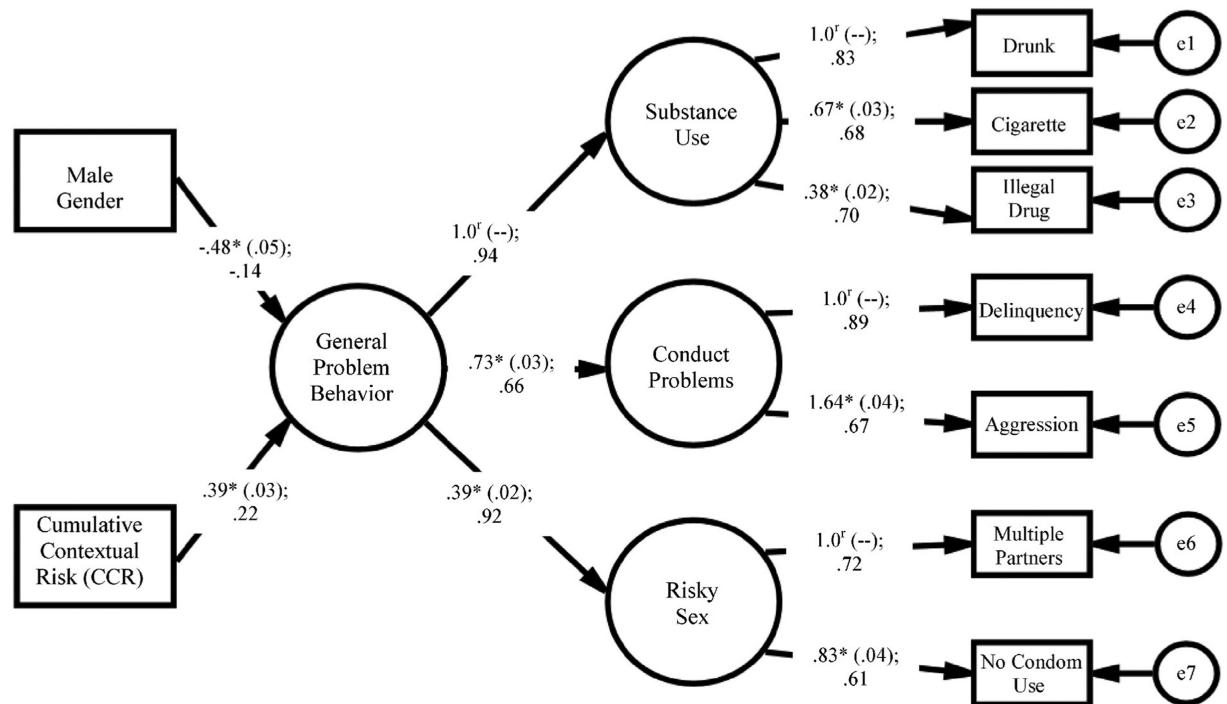 Male
Gender
-.48* (.05);
-.14
Cumulative
Contextual
Risk (CCR)
.39* (.03);
.22
General
Problem
Behavior
1.0ʳ (--);
.94
.73* (.03);
.66
.39* (.02);
.92
Substance
Use
1.0ʳ (--);
.83
.67* (.03);
.68
.38* (.02);
.70
Drunk
e1
Cigarette
e2
Illegal
Drug
e3
Conduct
Problems
1.0ʳ (--);
.89
1.64* (.04);
.67
Delinquency
e4
Aggression
e5
Risky
Sex
1.0ʳ (--);
.72
.83* (.04);
.61
Multiple
Partners
e6
No Condom
Use
e7